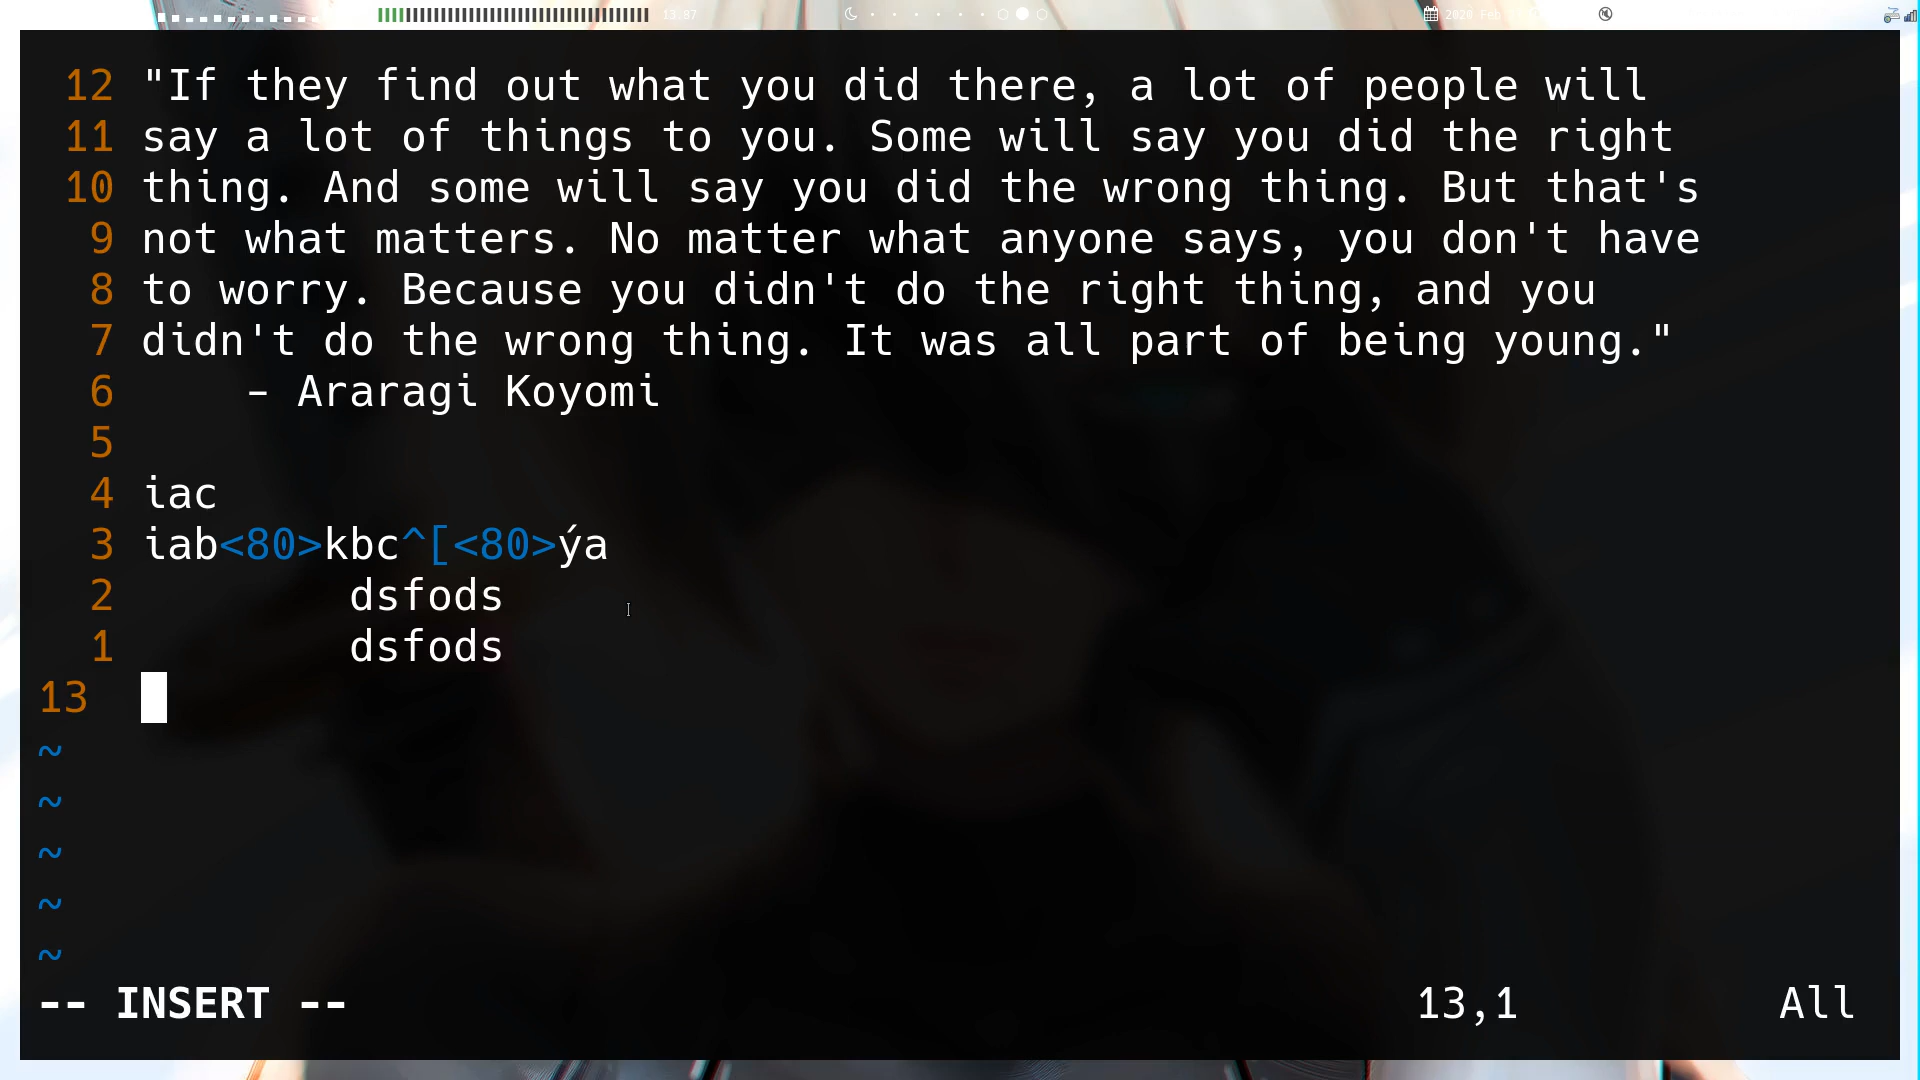 13.87
2020 Feb
12 "If they find out what you did there, a lot of people will
11 say a lot of things to you. Some will say you did the right
10 thing. And some will say you did the wrong thing. But that's
9 not what matters. No matter what anyone says, you don't have
8 to worry. Because you didn't do the right thing, and you
7 didn't do the wrong thing. It was all part of being young."
6     - Araragi Koyomi
5
4 iac
3 iab<80>kbc^[<80>ýa
2         dsfods
1         dsfods
13
~
~
~
~
~
-- INSERT --    13,1    All